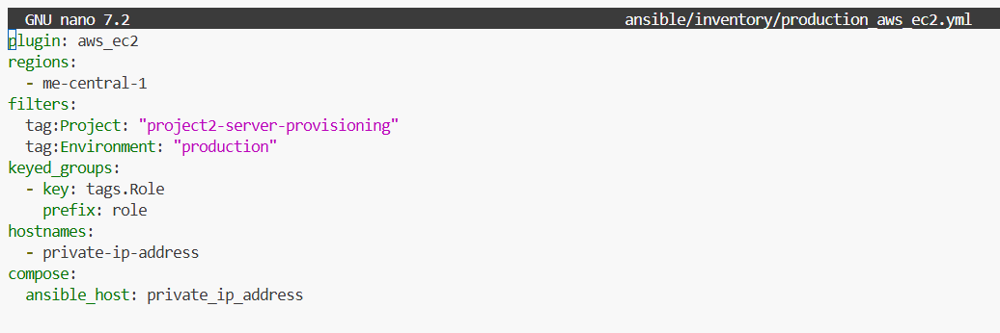 GNU nano 7.2 ansible/inventory/production_aws_ec2.yml
plugin: aws_ec2
regions:
  - me-central-1
filters:
  tag:Project: "project2-server-provisioning"
  tag:Environment: "production"
keyed_groups:
  - key: tags.Role
    prefix: role
hostnames:
  - private-ip-address
compose:
  ansible_host: private_ip_address